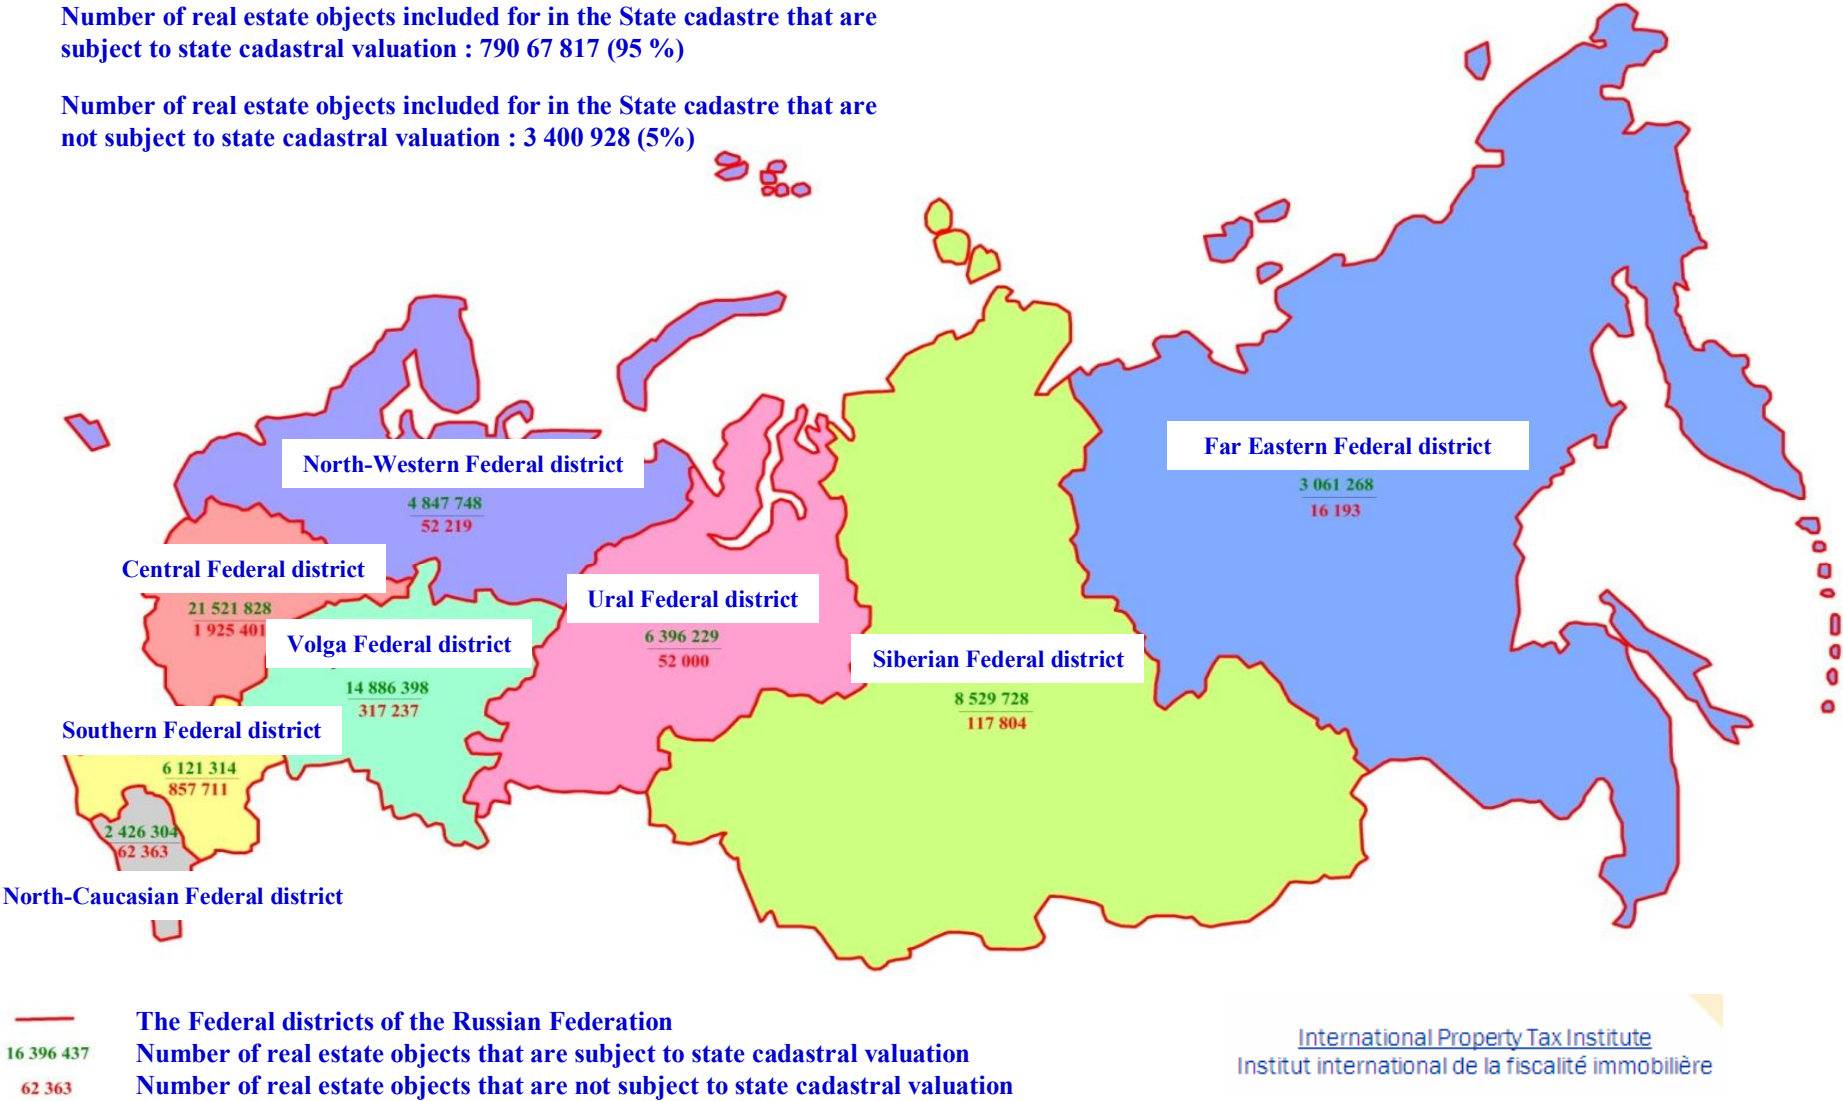 Number of real estate objects included for in the State cadastre that are
subject to state cadastral valuation : 790 67 817 (95 %)
Number of real estate objects included for in the State cadastre that are
not subject to state cadastral valuation : 3 400 928 (5%)
Far Eastern Federal district
3 061 268
16 193
North-Western Federal district
4 847 748
52 219
Central Federal district
21 521 828
1 925 401
Ural Federal district
6 396 229
52 000
Volga Federal district
14 886 398
317 237
Siberian Federal district
8 529 728
117 804
Southern Federal district
6 121 314
857 711
2 426 304
62 363
North-Caucasian Federal district
The Federal districts of the Russian Federation
16 396 437 Number of real estate objects that are subject to state cadastral valuation
62 363 Number of real estate objects that are not subject to state cadastral valuation
International Property Tax Institute
Institut international de la fiscalité immobilière